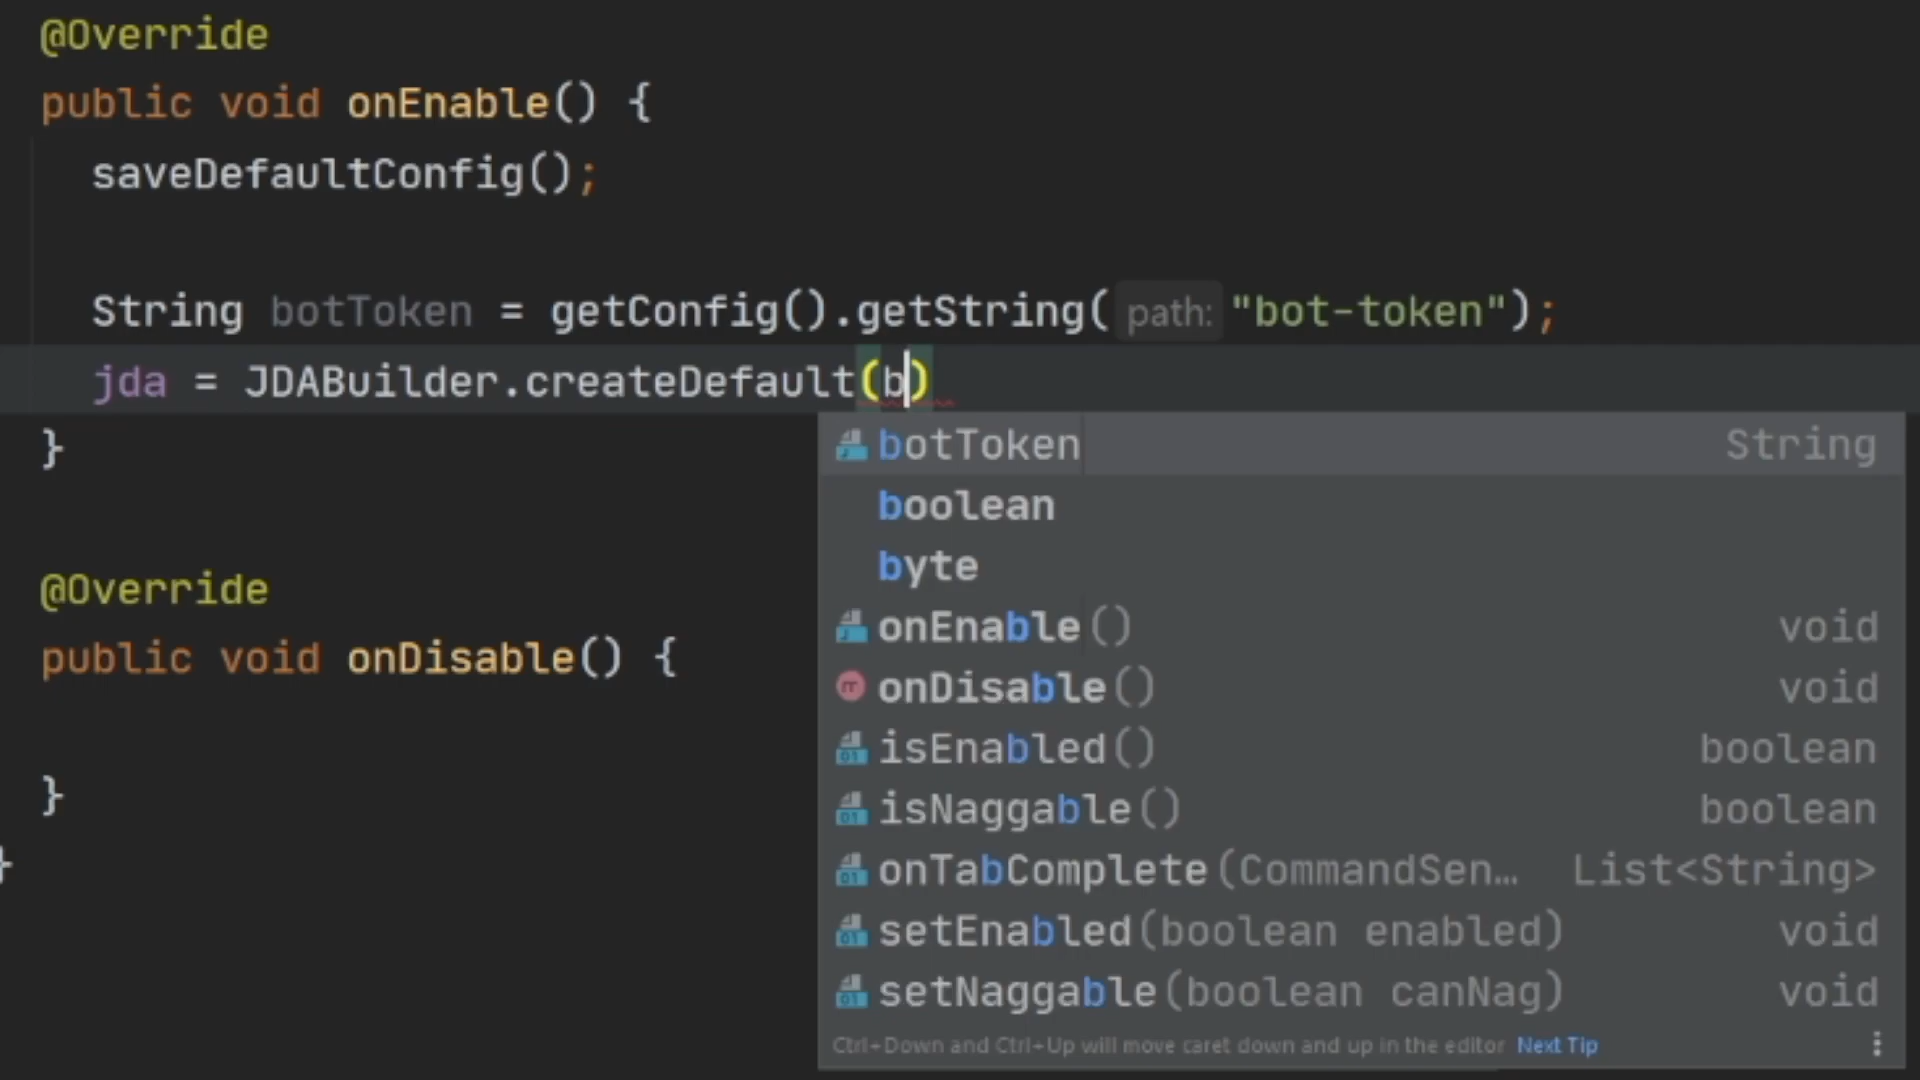 @Override
public void onEnable() {
saveDefaultConfig();
String botToken = getConfig().getString( path: "bot-token");
jda = JDABuilder.createDefault(b)
}
botToken String
boolean
byte
@Override
onEnable() void
public void onDisable() {
onDisable() void
isEnabled() boolean
}
isNaggable() boolean
}
onTabComplete(CommandSen… List<String>
setEnabled(boolean enabled) void
setNaggable(boolean canNag) void
Ctrl+Down and Ctrl+Up will move caret down and up in the editor Next Tip